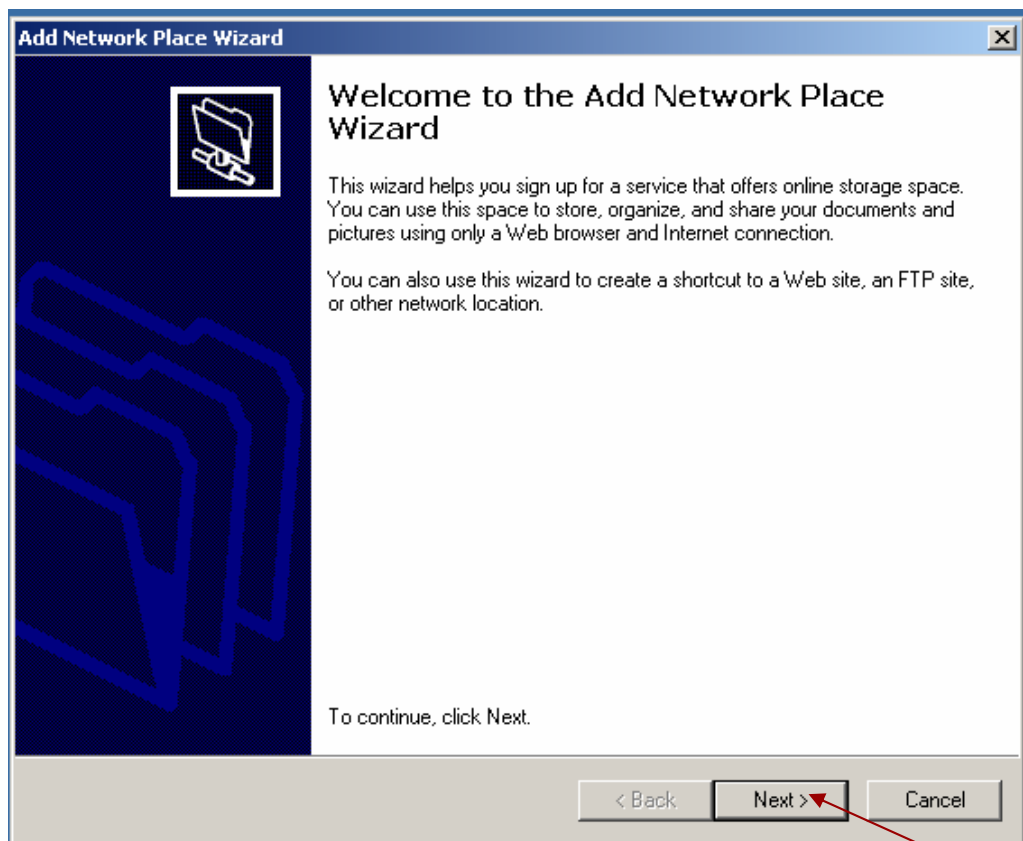 Add Network Place Wizard
Welcome to the Add Network Place
Wizard
This wizard helps you sign up for a service that offers online storage space.
You can use this space to store, organize, and share your documents and
pictures using only a Web browser and Internet connection.
You can also use this wizard to create a shortcut to a Web site, an FTP site,
or other network location.
To continue, click Next.
< Back Next > Cancel